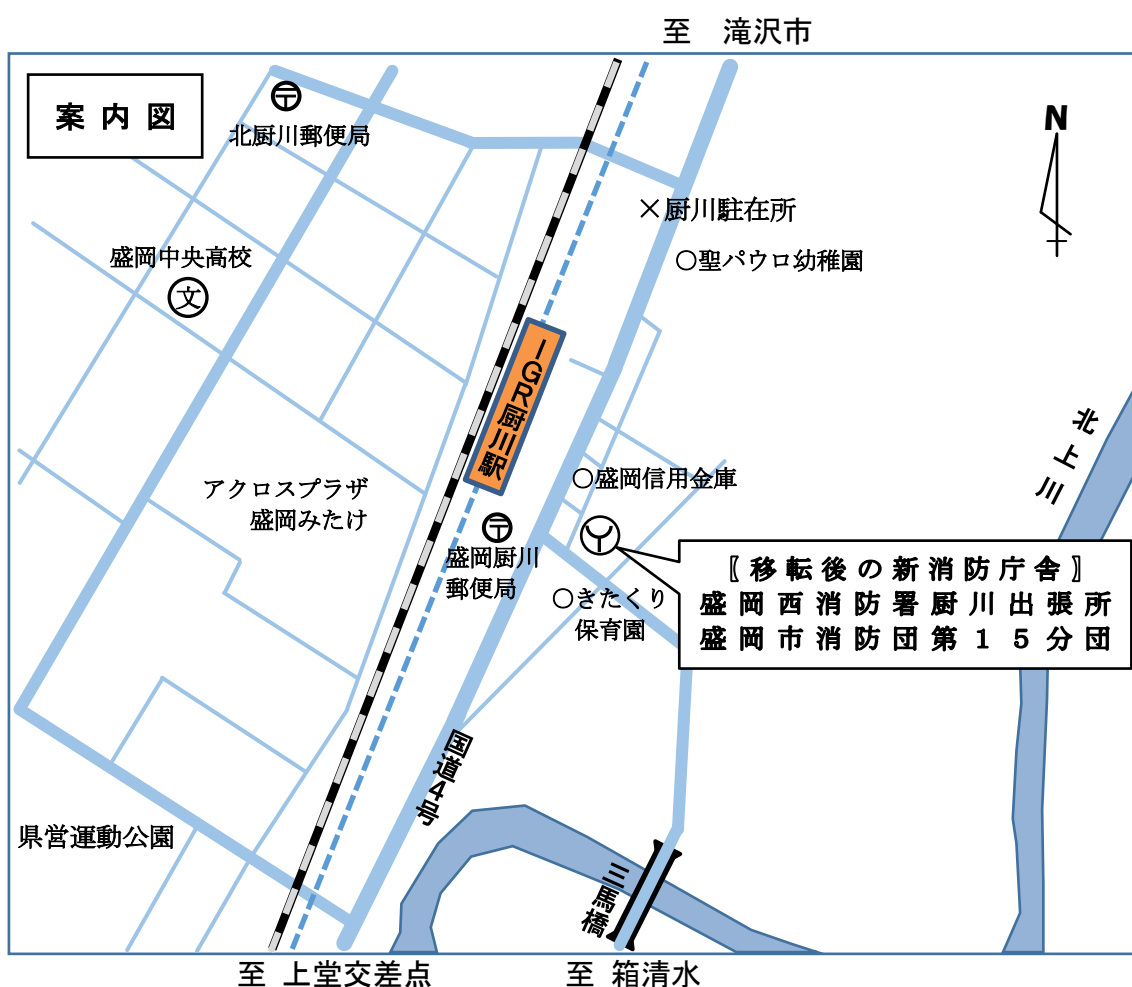 至 滝沢市
案内図
〒
北厨川郵便局
N
×厨川駐在所
盛岡中央高校
文
○聖パウロ幼稚園
IGR厨川駅
北上川
アクロスプラザ
盛岡みたけ
○盛岡信用金庫
〒
盛岡厨川
郵便局
〖移転後の新消防庁舎〗
盛岡西消防署厨川出張所
盛岡市消防団第15分団
○きたくり
保育園
国道4号
県営運動公園
三馬橋
至 上堂交差点
至 箱清水